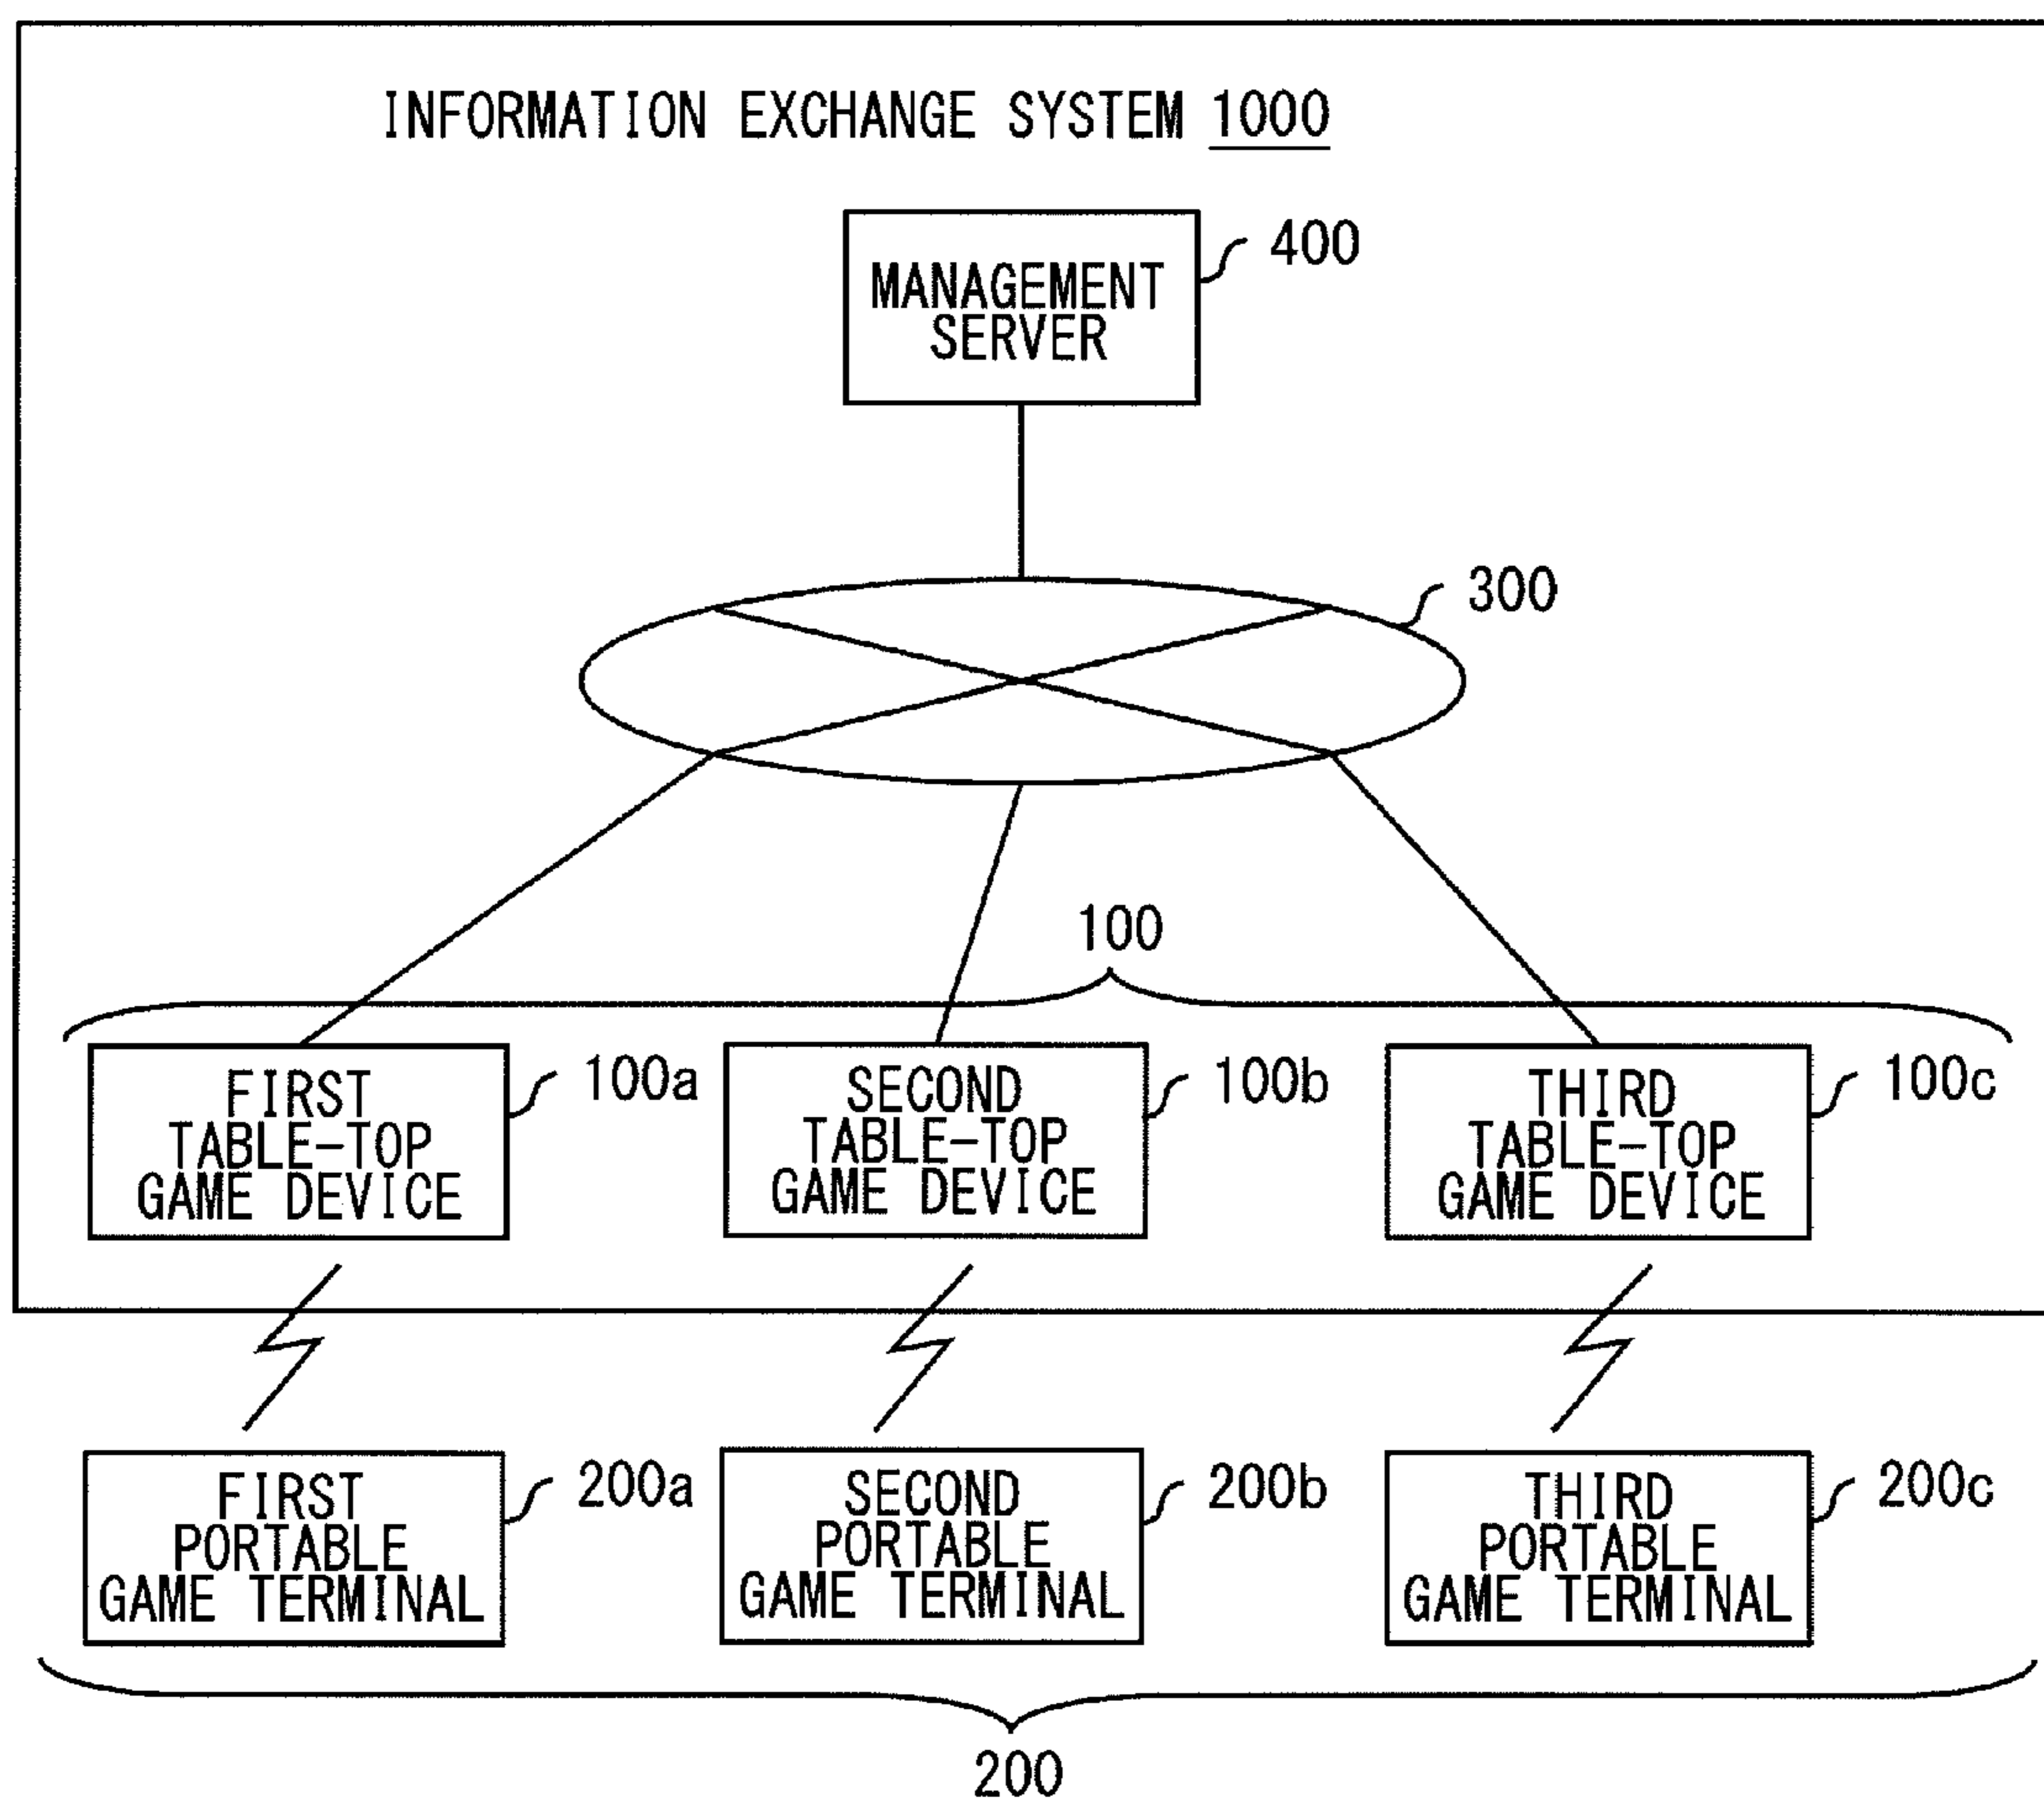 INFORMATION EXCHANGE SYSTEM 1000
400
MANAGEMENT
SERVER
300
100
FIRST
TABLE-TOP
GAME DEVICE
100a
SECOND
TABLE-TOP
GAME DEVICE
100b
THIRD
TABLE-TOP
GAME DEVICE
100c
FIRST
PORTABLE
GAME TERMINAL
200a
SECOND
PORTABLE
GAME TERMINAL
200b
THIRD
PORTABLE
GAME TERMINAL
200c
200